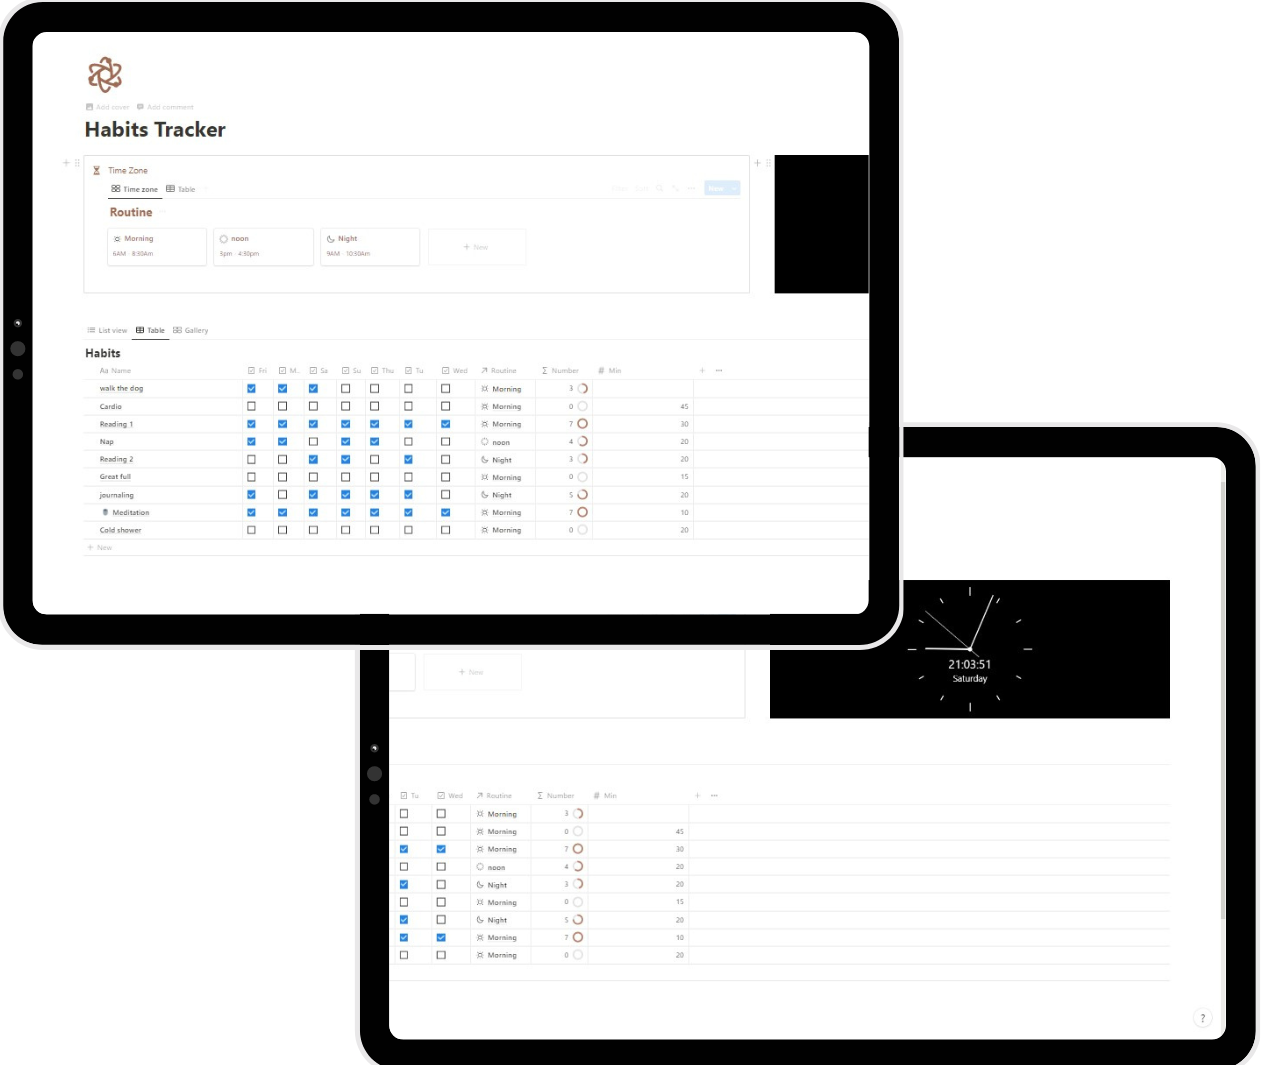 Add cover Add comment
Habits Tracker
Time Zone
Time zone Table
New
Routine
Morning
6AM 8:30Am
noon
3pm 4:30pm
Night
9AM 10:30Am
+ New
List view Table Gallery
Habits
Aa Name Fri M. Sa Su Thu Tu Wed Routine Σ Number # Min + •••
walk the dog Morning 3
Cardio Morning 0 45
Reading 1 Morning 7 30
Nap noon 4 20
Reading 2 Night 3 20
Great full Morning 0 15
journaling Night 5 20
Meditation Morning 7 10
Cold shower Morning 0 20
+ New
+ New
21:03:51
Saturday
Tu Wed Routine Σ Number # Min + •••
Morning 3
Morning 0 45
Morning 7 30
noon 4 20
Night 3 20
Morning 0 15
Night 5 20
Morning 7 10
Morning 0 20
?